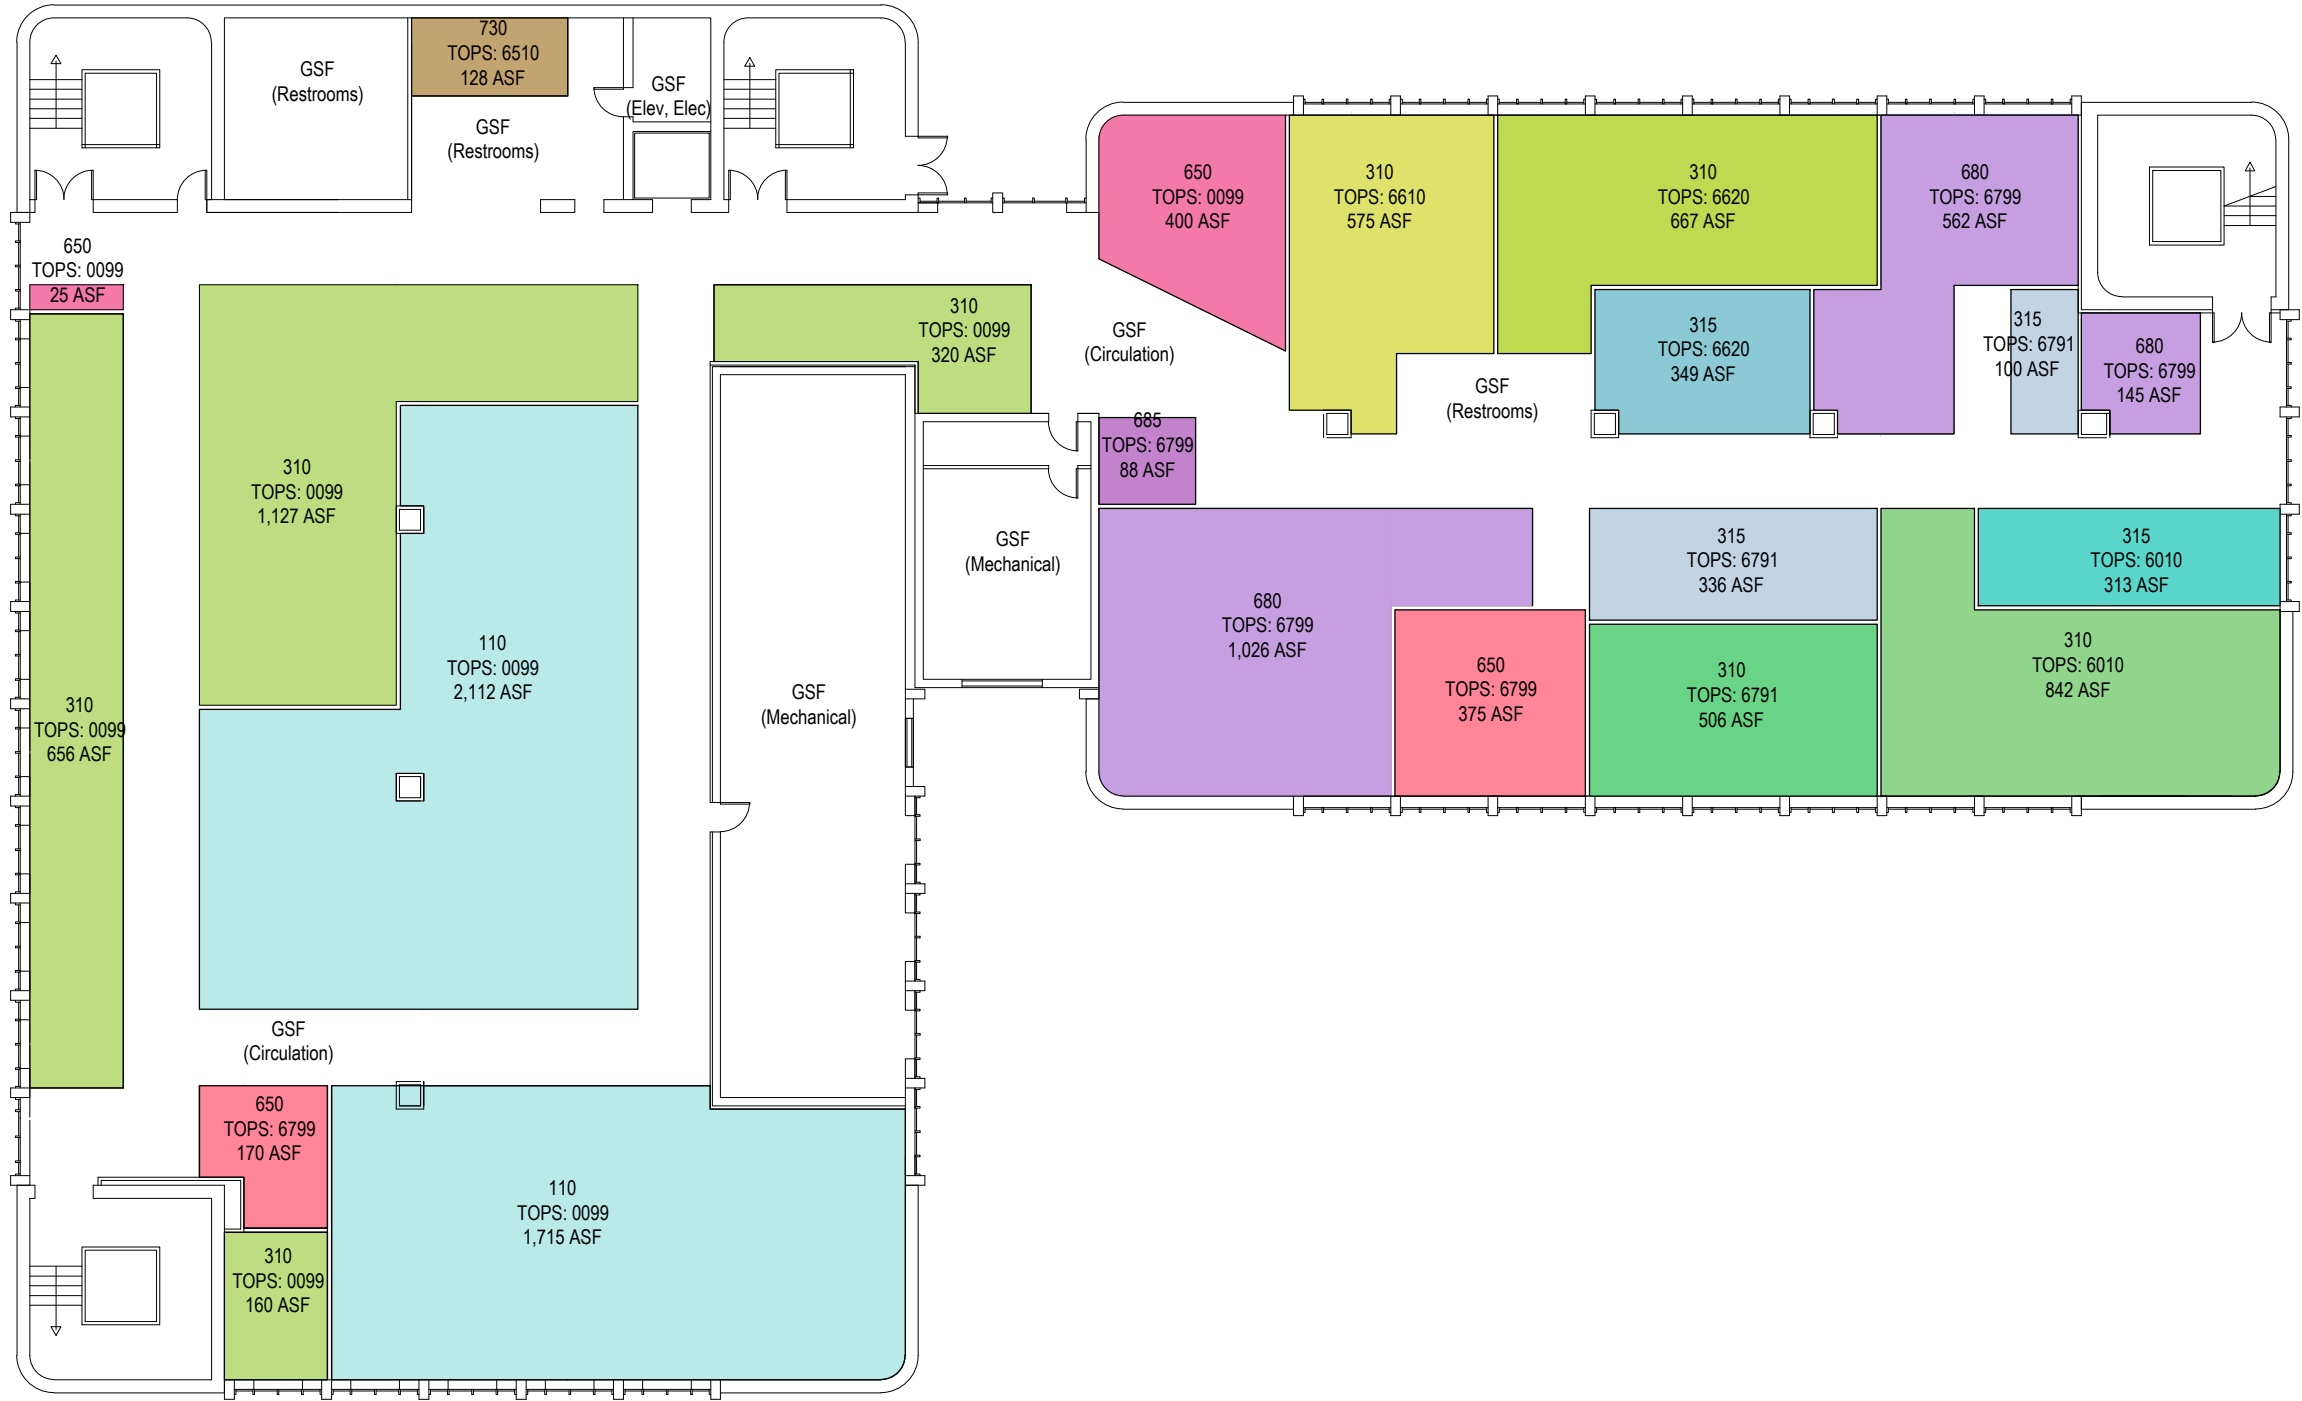 730
TOPS: 6510
128 ASF
GSF
(Restrooms)
GSF
(Elev, Elec)
GSF
(Restrooms)
650
TOPS: 0099
25 ASF
650
TOPS: 0099
400 ASF
310
TOPS: 6610
575 ASF
310
TOPS: 6620
667 ASF
680
TOPS: 6799
562 ASF
310
TOPS: 0099
320 ASF
GSF
(Circulation)
315
TOPS: 6620
349 ASF
315
TOPS: 6791
100 ASF
680
TOPS: 6799
145 ASF
GSF
(Restrooms)
685
TOPS: 6799
88 ASF
310
TOPS: 0099
1,127 ASF
GSF
(Mechanical)
315
TOPS: 6791
336 ASF
315
TOPS: 6010
313 ASF
680
TOPS: 6799
1,026 ASF
110
TOPS: 0099
2,112 ASF
650
TOPS: 6799
375 ASF
310
TOPS: 6791
506 ASF
310
TOPS: 6010
842 ASF
310
TOPS: 0099
656 ASF
GSF
(Mechanical)
GSF
(Circulation)
650
TOPS: 6799
170 ASF
110
TOPS: 0099
1,715 ASF
310
TOPS: 0099
160 ASF